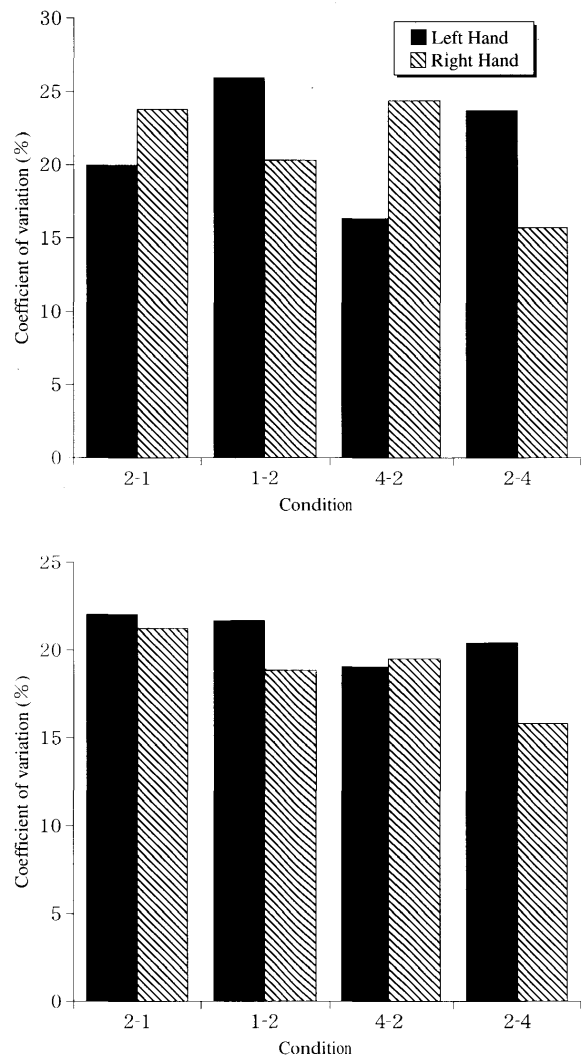 30
25
20
15
10
5
0
Coefficient of variation (%)
Left Hand
Right Hand
2-1 1-2 4-2 2-4
Condition
25
20
15
10
5
0
Coefficient of variation (%)
2-1 1-2 4-2 2-4
Condition